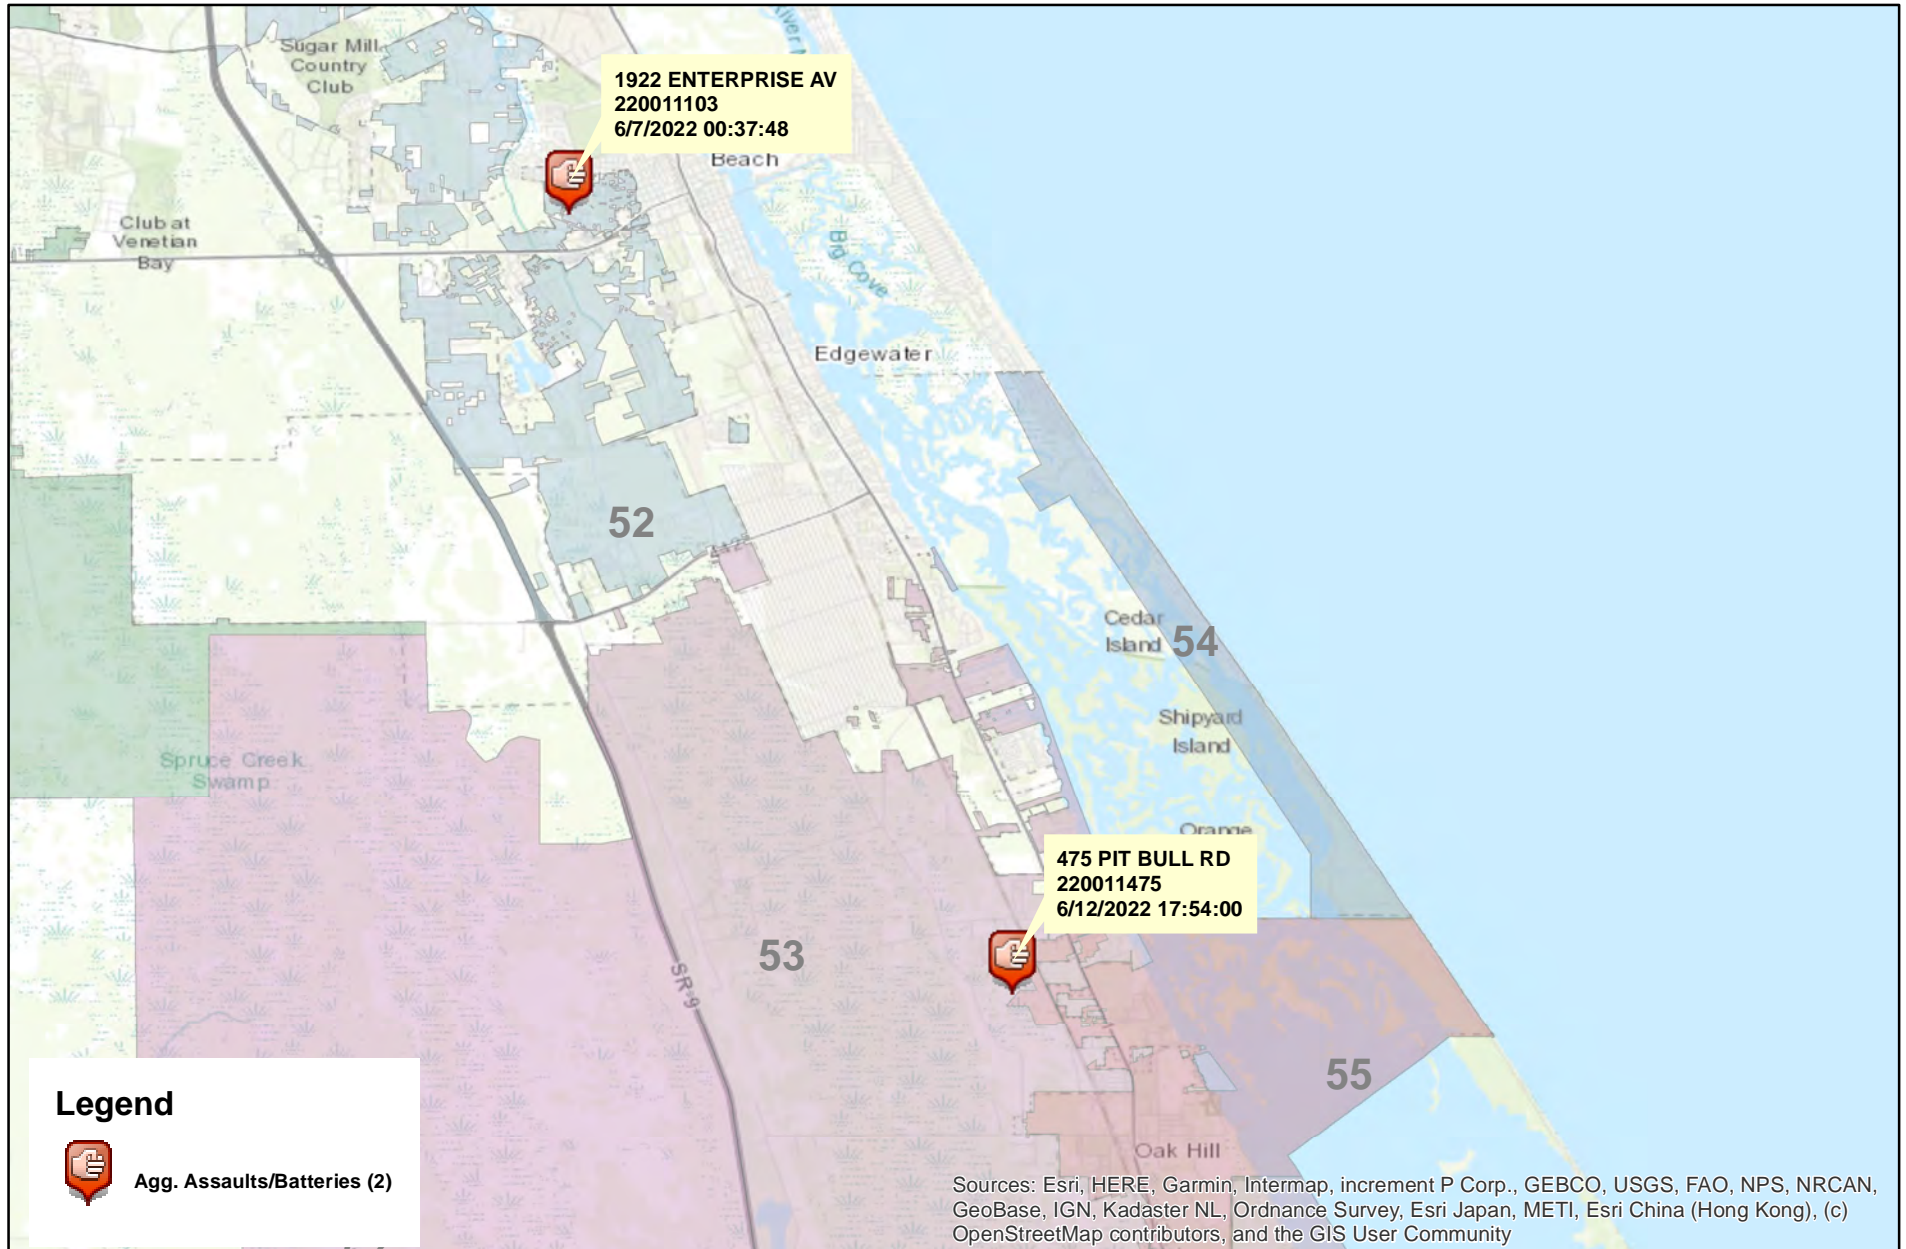 River
Sugar Mill
Country
Club
1922 ENTERPRISE AV
220011103
6/7/2022 00:37:48
Beach
Club at
Venetian
Bay
Big Cove
Edgewater
52
Cedar
Island
54
Shipyard
Island
Spruce Creek
Swamp
Orange
475 PIT BULL RD
220011475
6/12/2022 17:54:00
53
SR-9
55
Legend
Agg. Assaults/Batteries (2)
Oak Hill
Sources: Esri, HERE, Garmin, Intermap, increment P Corp., GEBCO, USGS, FAO, NPS, NRCAN,
GeoBase, IGN, Kadaster NL, Ordnance Survey, Esri Japan, METI, Esri China (Hong Kong), (c)
OpenStreetMap contributors, and the GIS User Community